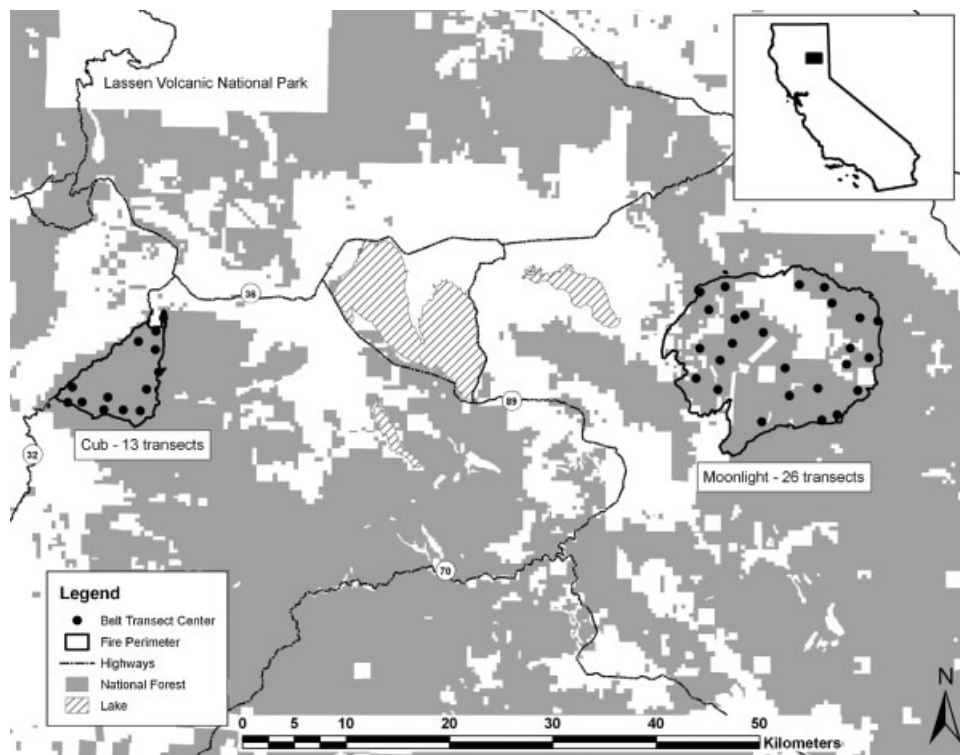 Lassen Volcanic National Park
36
89
Cub - 13 transects
32
Moonlight - 26 transects
70
Legend
Belt Transect Center
Fire Perimeter
Highways
National Forest
Lake
0 5 10 20 30 40 50
Kilometers
N